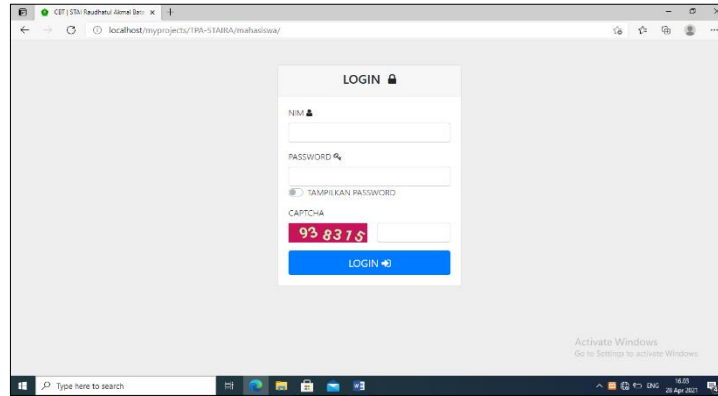 CBT | STAI Raudhatul Akmal Bat
localhost/myprojects/TPA-STAIRA/mahasiswa/
LOGIN
NIM
PASSWORD
TAMPILKAN PASSWORD
CAPTCHA
93 8315
LOGIN
Activate Windows
Go to Settings to activate Windows.
Type here to search
ENG
16.03
28 Apr 2021